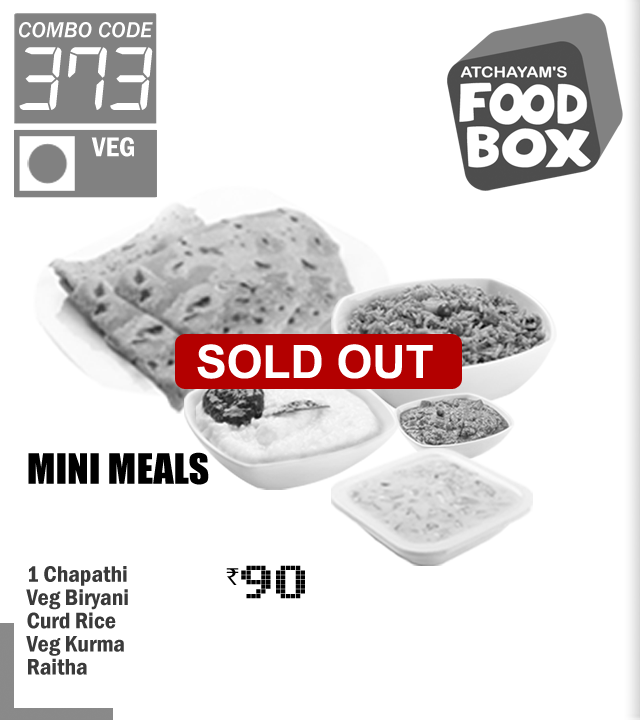 COMBO CODE
373
VEG
ATCHAYAM'S
FOOD
BOX
SOLD OUT
MINI MEALS
1 Chapathi
Veg Biryani
Curd Rice
Veg Kurma
Raitha
₹90